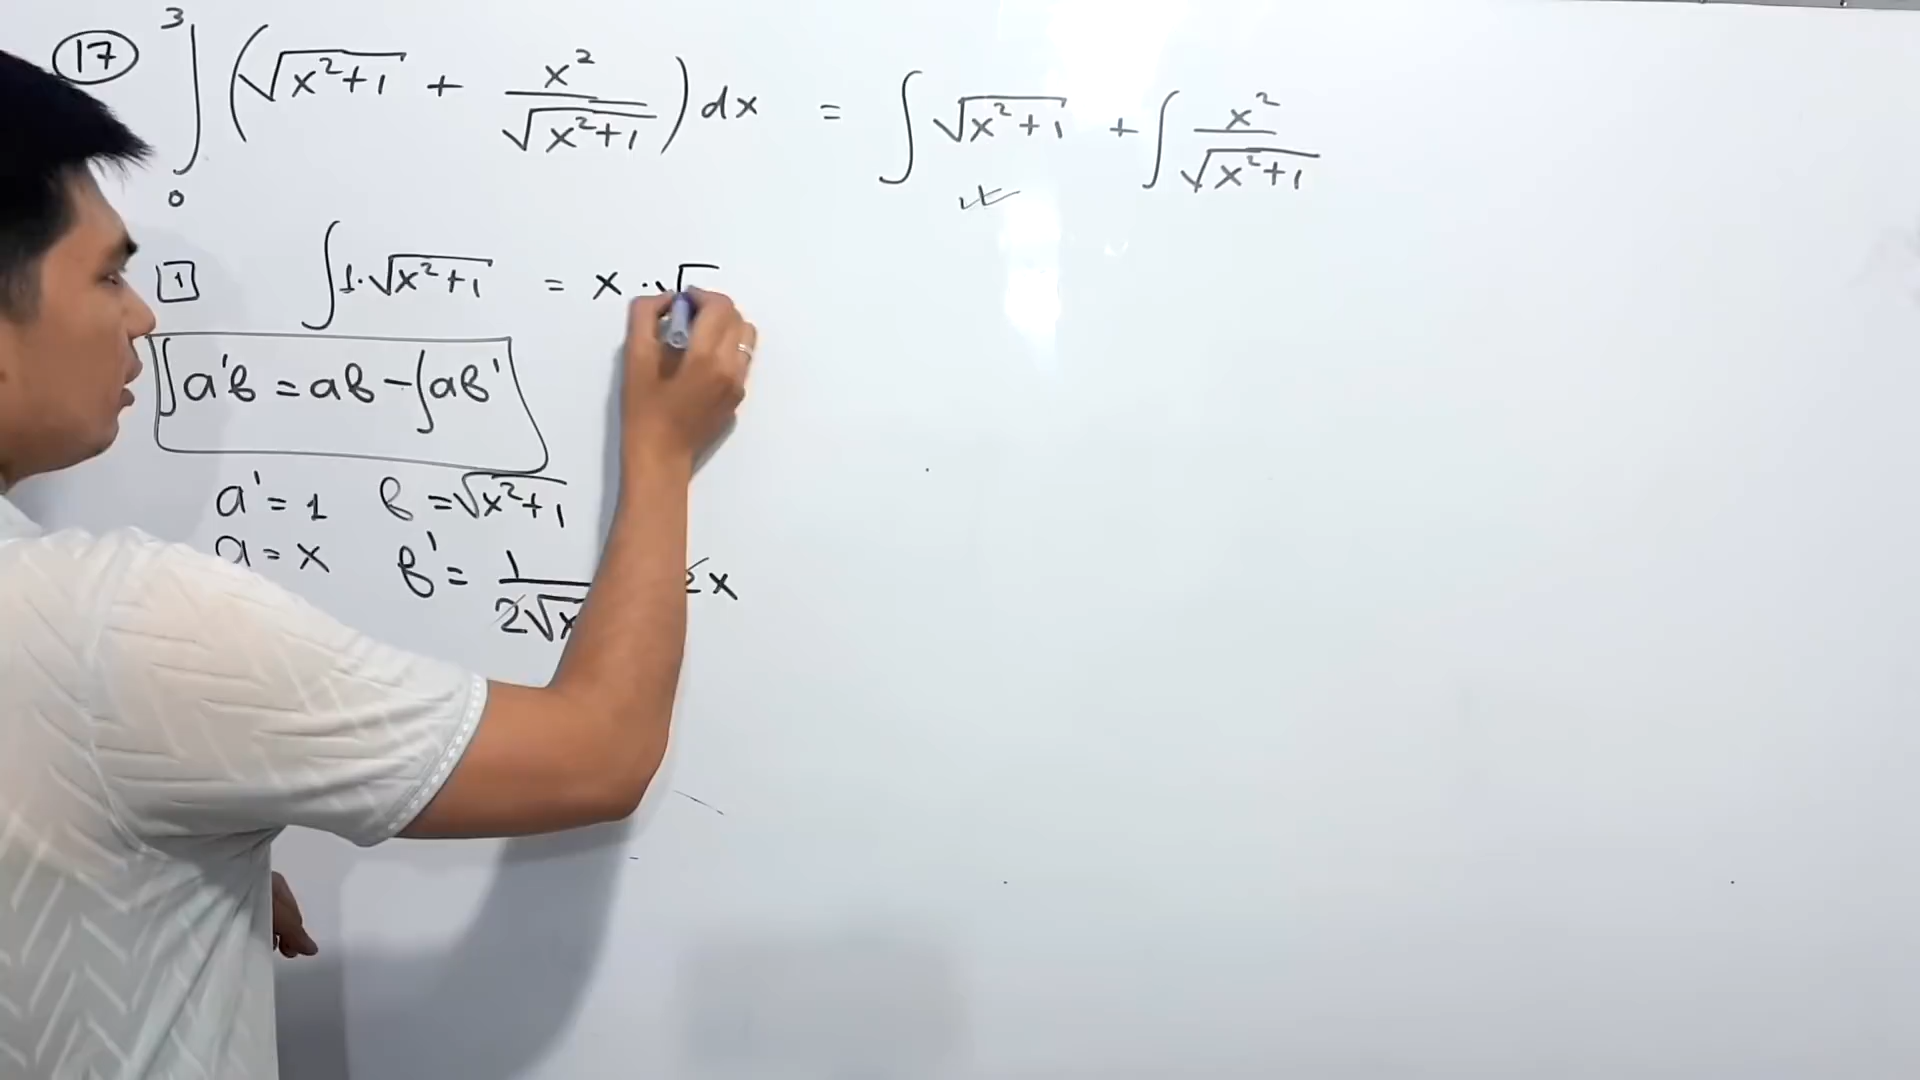 17 ∫₀³ (√(x²+1) + x²/√(x²+1)) dx = ∫ √(x²+1) + ∫ x²/√(x²+1)
1 ∫ 1·√(x²+1) = x · √
∫ a'b = ab - ∫ ab'
a' = 1 b = √(x²+1)
a = x b' = 1/2√x 2x